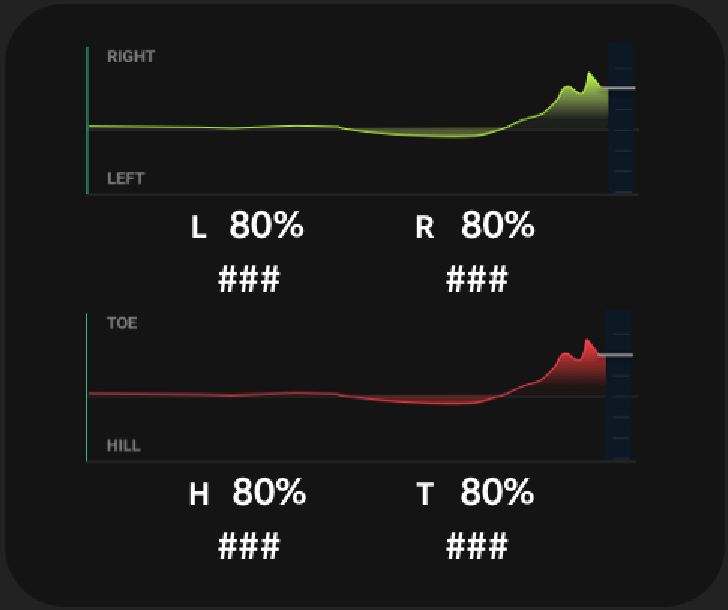 RIGHT
LEFT
L 80% R 80%
### ###
TOE
HILL
H 80% T 80%
### ###